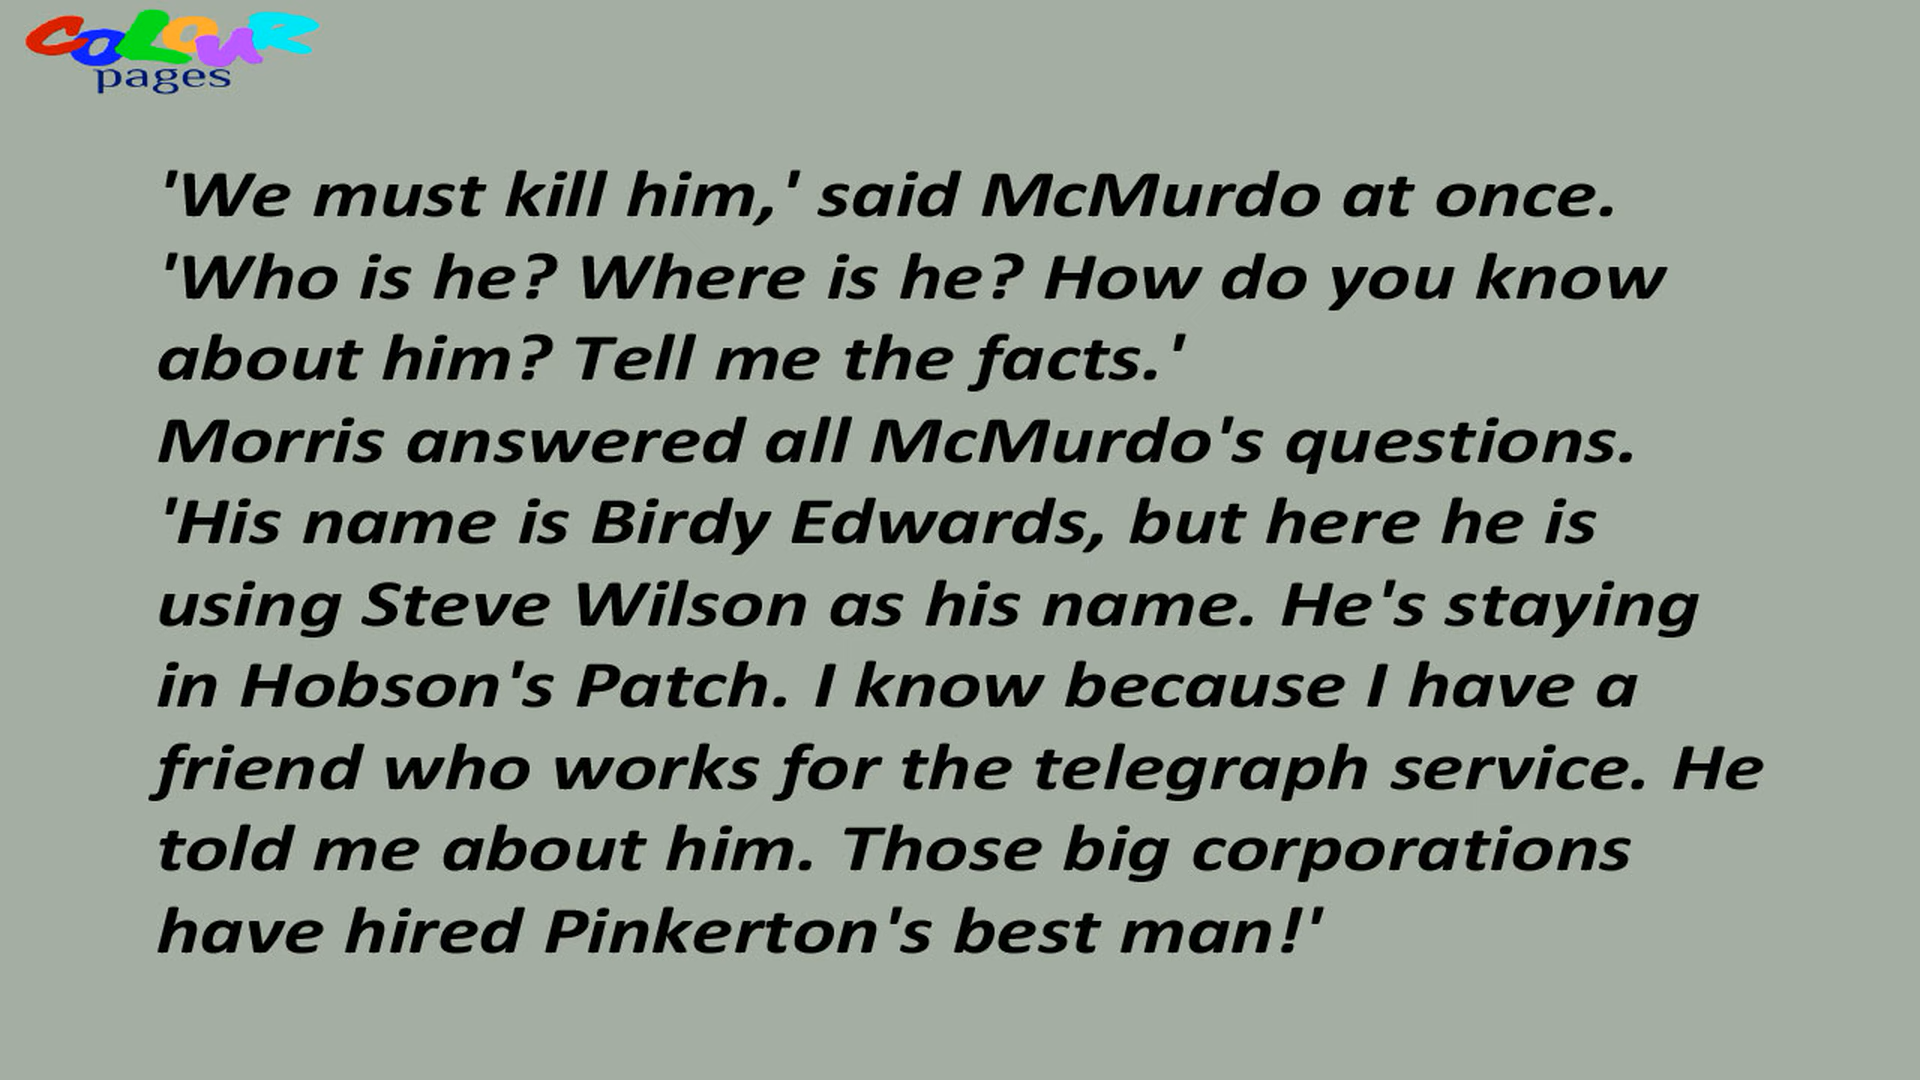 COLOUR
pages
'We must kill him,' said McMurdo at once.
'Who is he? Where is he? How do you know
about him? Tell me the facts.'
Morris answered all McMurdo's questions.
'His name is Birdy Edwards, but here he is
using Steve Wilson as his name. He's staying
in Hobson's Patch. I know because I have a
friend who works for the telegraph service. He
told me about him. Those big corporations
have hired Pinkerton's best man!'